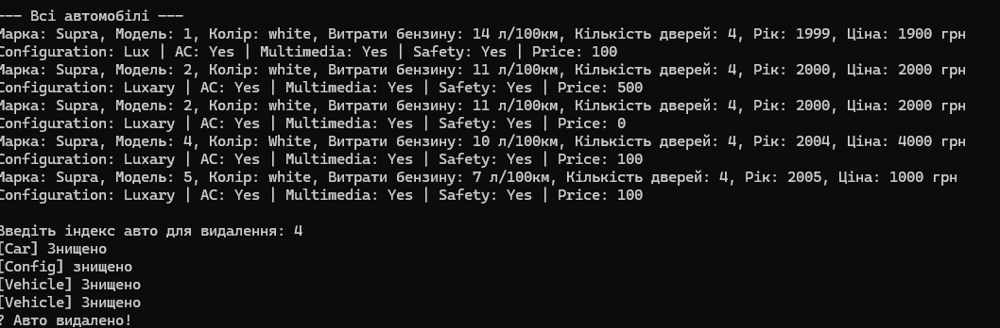 --- Всі автомобілі ---
Марка: Supra, Модель: 1, Колір: white, Витрати бензину: 14 л/100км, Кількість дверей: 4, Рік: 1999, Ціна: 1900 грн
Configuration: Lux | AC: Yes | Multimedia: Yes | Safety: Yes | Price: 100
Марка: Supra, Модель: 2, Колір: white, Витрати бензину: 11 л/100км, Кількість дверей: 4, Рік: 2000, Ціна: 2000 грн
Configuration: Luxary | AC: Yes | Multimedia: Yes | Safety: Yes | Price: 500
Марка: Supra, Модель: 2, Колір: white, Витрати бензину: 11 л/100км, Кількість дверей: 4, Рік: 2000, Ціна: 2000 грн
Configuration: Luxary | AC: Yes | Multimedia: Yes | Safety: Yes | Price: 0
Марка: Supra, Модель: 4, Колір: white, Витрати бензину: 10 л/100км, Кількість дверей: 4, Рік: 2004, Ціна: 4000 грн
Configuration: Luxary | AC: Yes | Multimedia: Yes | Safety: Yes | Price: 100
Марка: Supra, Модель: 5, Колір: white, Витрати бензину: 7 л/100км, Кількість дверей: 4, Рік: 2005, Ціна: 1000 грн
Configuration: Luxary | AC: Yes | Multimedia: Yes | Safety: Yes | Price: 100
Введіть індекс авто для видалення: 4
[Car] Знищено
[Config] знищено
[Vehicle] Знищено
[Vehicle] Знищено
? Авто видалено!